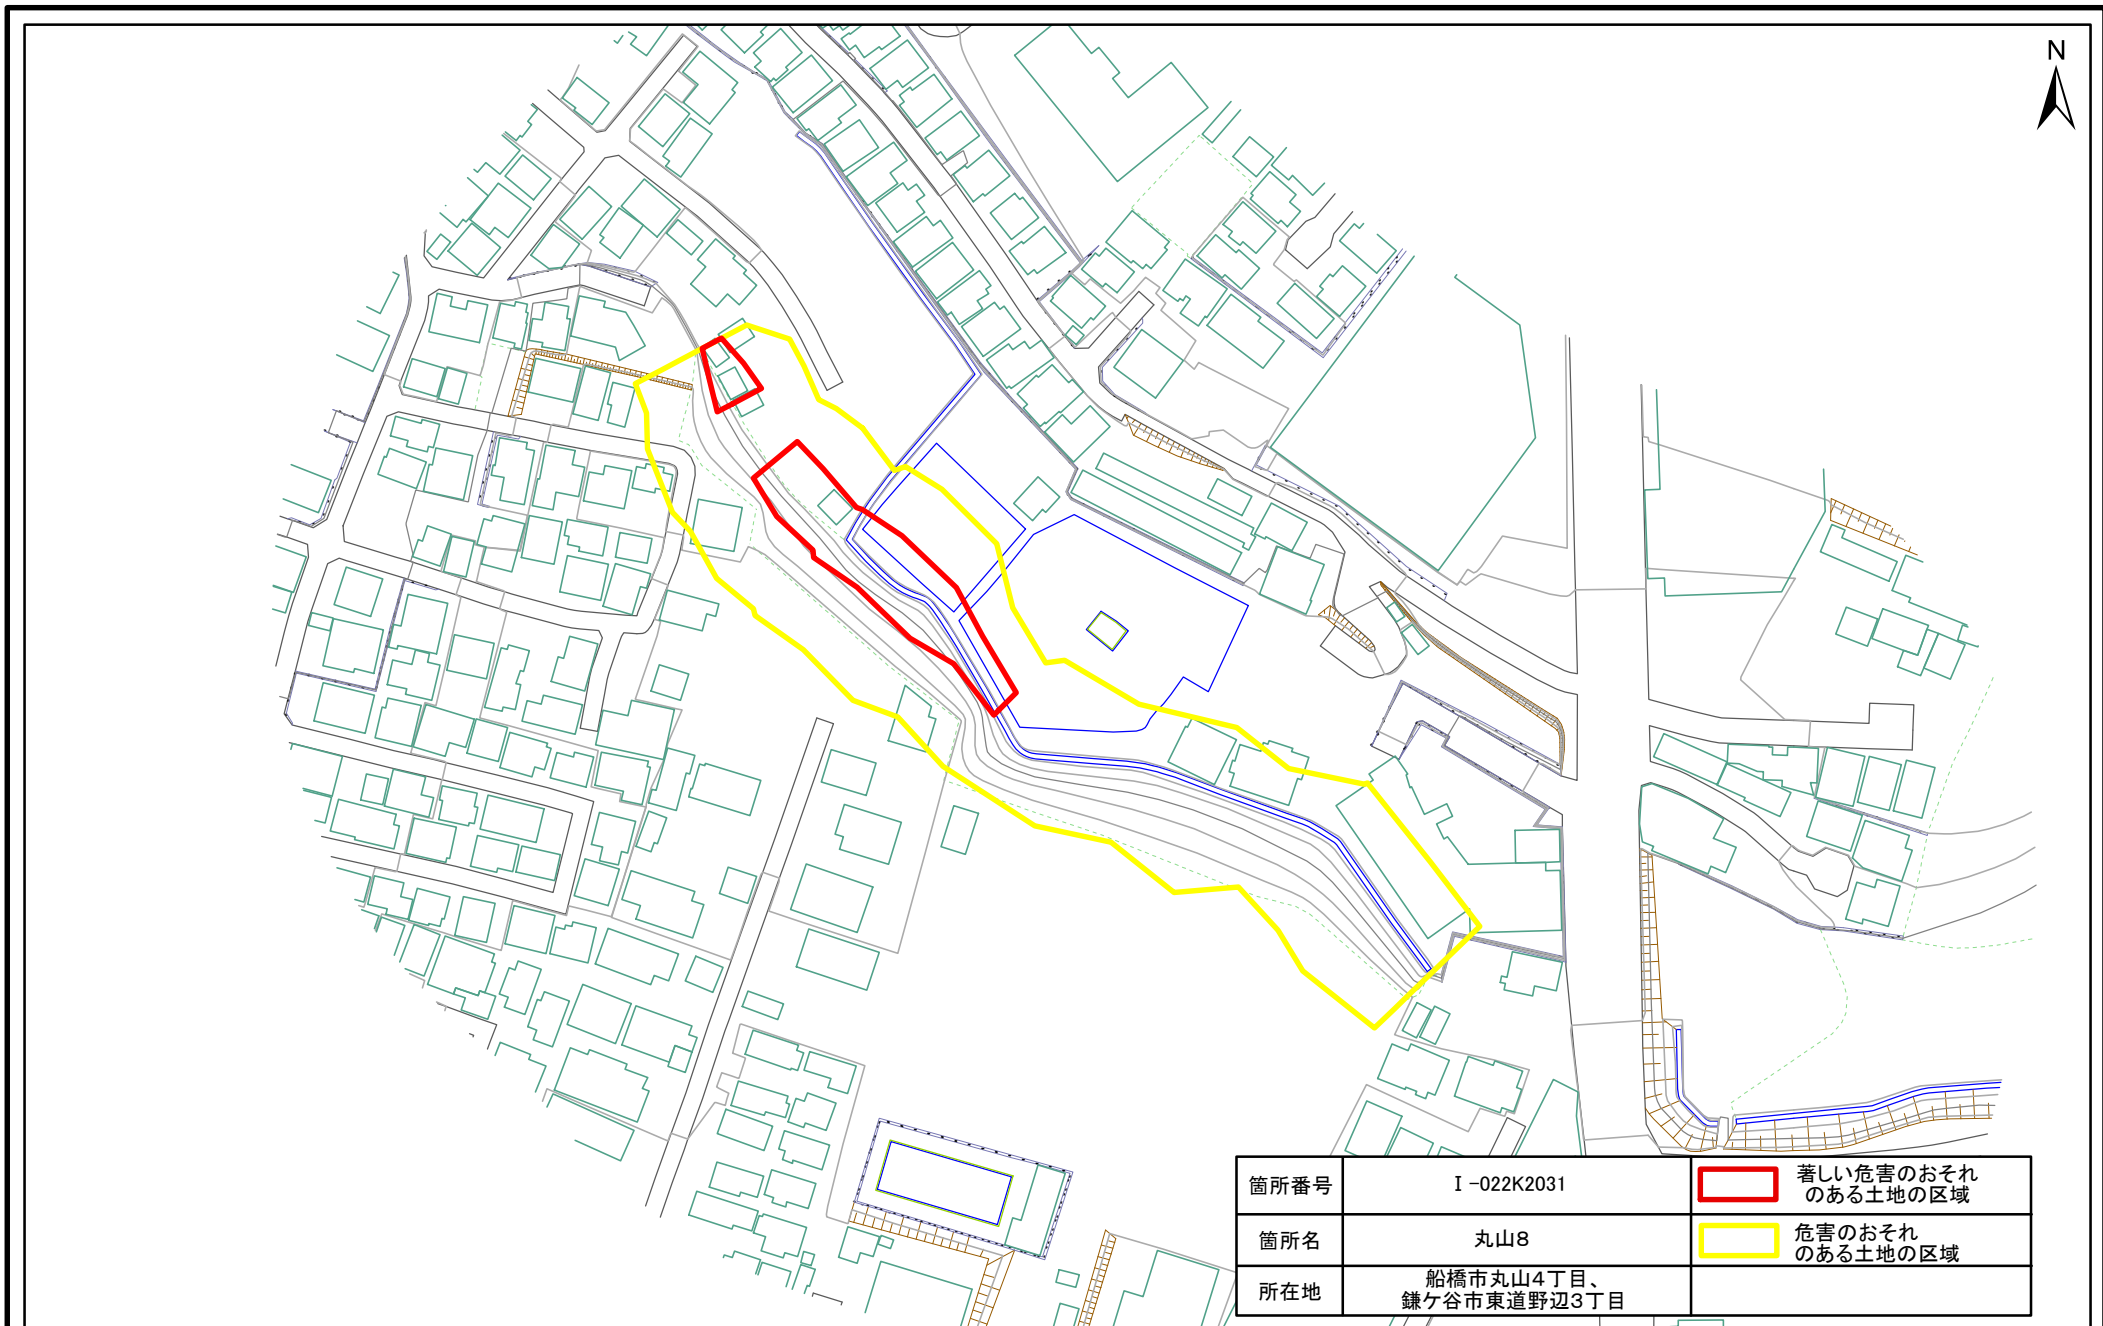 N
箇所番号
Ⅰ-022K2031
著しい危害のおそれ
のある土地の区域
箇所名
丸山8
危害のおそれ
のある土地の区域
所在地
船橋市丸山4丁目、
鎌ケ谷市東道野辺3丁目